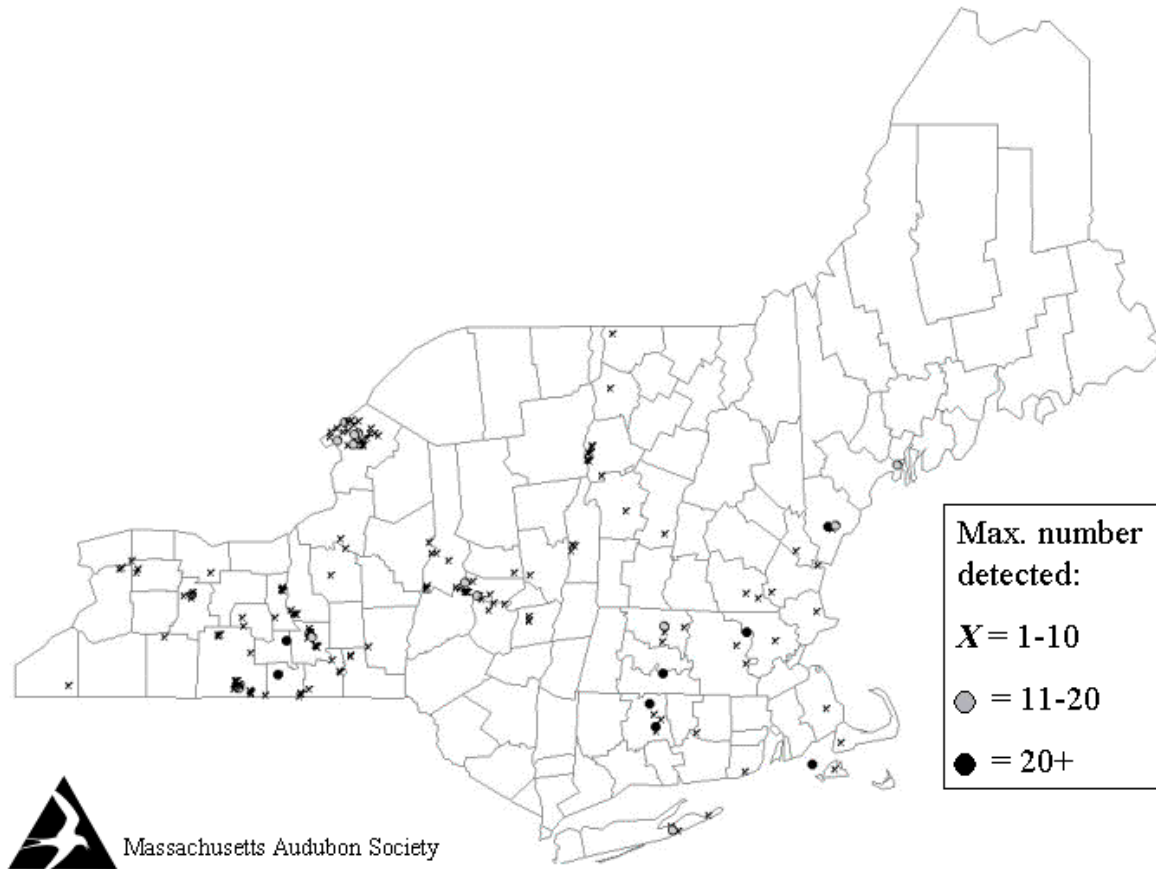 Max. number
detected:
X = 1-10
= 11-20
= 20+
Massachusetts Audubon Society